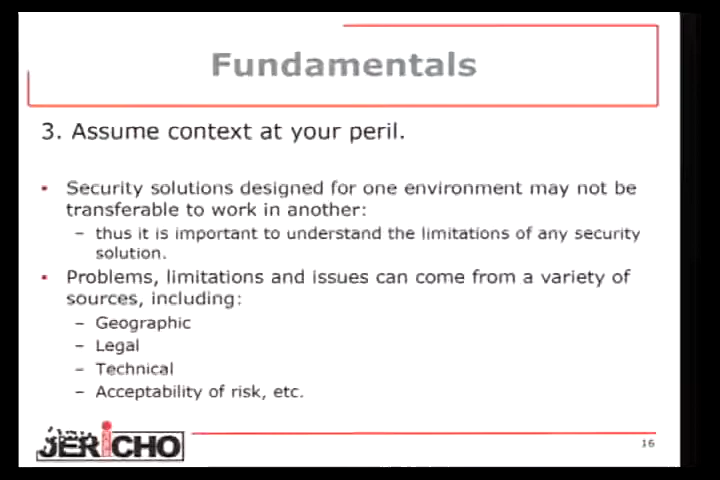 Fundamentals
3. Assume context at your peril.
• Security solutions designed for one environment may not be
transferable to work in another:
– thus it is important to understand the limitations of any security
solution.
• Problems, limitations and issues can come from a variety of
sources, including:
– Geographic
– Legal
– Technical
– Acceptability of risk, etc.
JERiCHO
16